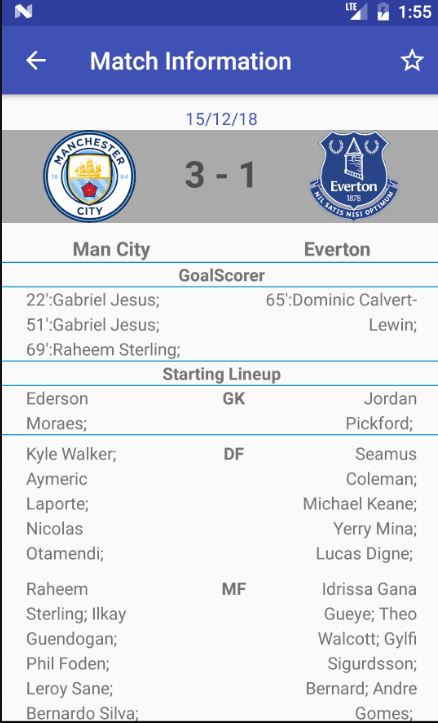 LTE 1:55
Match Information
15/12/18
MANCHESTER
18 94
CITY
3 - 1
Everton
1878
NIL SATIS NISI OPTIMUM
Man City Everton
GoalScorer
22':Gabriel Jesus; 65':Dominic Calvert-
51':Gabriel Jesus; Lewin;
69':Raheem Sterling;
Starting Lineup
Ederson GK Jordan
Moraes; Pickford;
Kyle Walker; DF Seamus
Aymeric Coleman;
Laporte; Michael Keane;
Nicolas Yerry Mina;
Otamendi; Lucas Digne;
Raheem MF Idrissa Gana
Sterling; Ilkay Gueye; Theo
Guendogan; Walcott; Gylfi
Phil Foden; Sigurdsson;
Leroy Sane; Bernard; Andre
Bernardo Silva; Gomes;